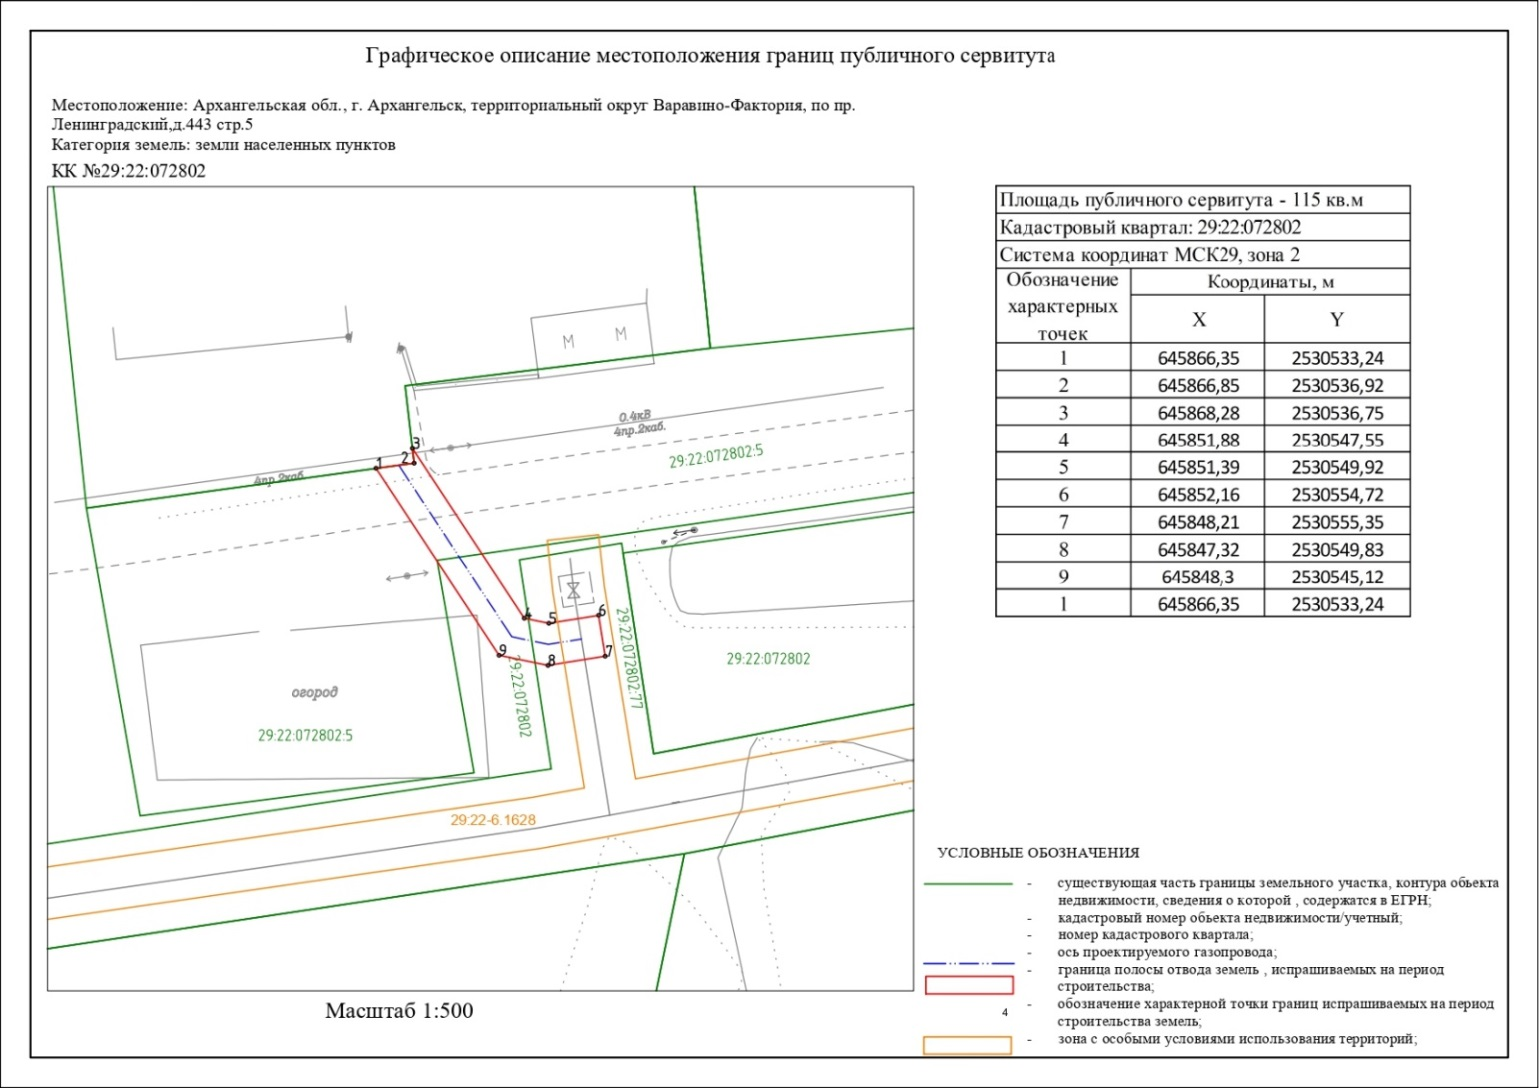 Графическое описание местоположения границ публичного сервитута
Местоположение: Архангельская обл., г. Архангельск, территориальный округ Варавино-Фактория, по пр.
Ленинградский,д.443 стр.5
Категория земель: земли населенных пунктов
КК №29:22:072802
М М
0.4кВ
4пр.2каб.
29:22:072802:5
3
1 2
4пр.2каб.
4 5 6
9 8 7
29:22:072802
29:22:072802:77
29:22:072802
огород
29:22:072802:5
29:22-6.1628
Масштаб 1:500
Площадь публичного сервитута - 115 кв.м
Кадастровый квартал: 29:22:072802
Система координат МСК29, зона 2
Обозначение характерных точек Координаты, м
X Y
1 645866,35 2530533,24
2 645866,85 2530536,92
3 645868,28 2530536,75
4 645851,88 2530547,55
5 645851,39 2530549,92
6 645852,16 2530554,72
7 645848,21 2530555,35
8 645847,32 2530549,83
9 645848,3 2530545,12
1 645866,35 2530533,24
УСЛОВНЫЕ ОБОЗНАЧЕНИЯ
- существующая часть границы земельного участка, контура обьекта
недвижимости, сведения о которой , содержатся в ЕГРН;
- кадастровый номер обьекта недвижимости/учетный;
- номер кадастрового квартала;
- ось проектируемого газопровода;
- граница полосы отвода земель , испрашиваемых на период
строительства;
4 - обозначение характерной точки границ испрашиваемых на период
строительства земель;
- зона с особыми условиями использования территорий;